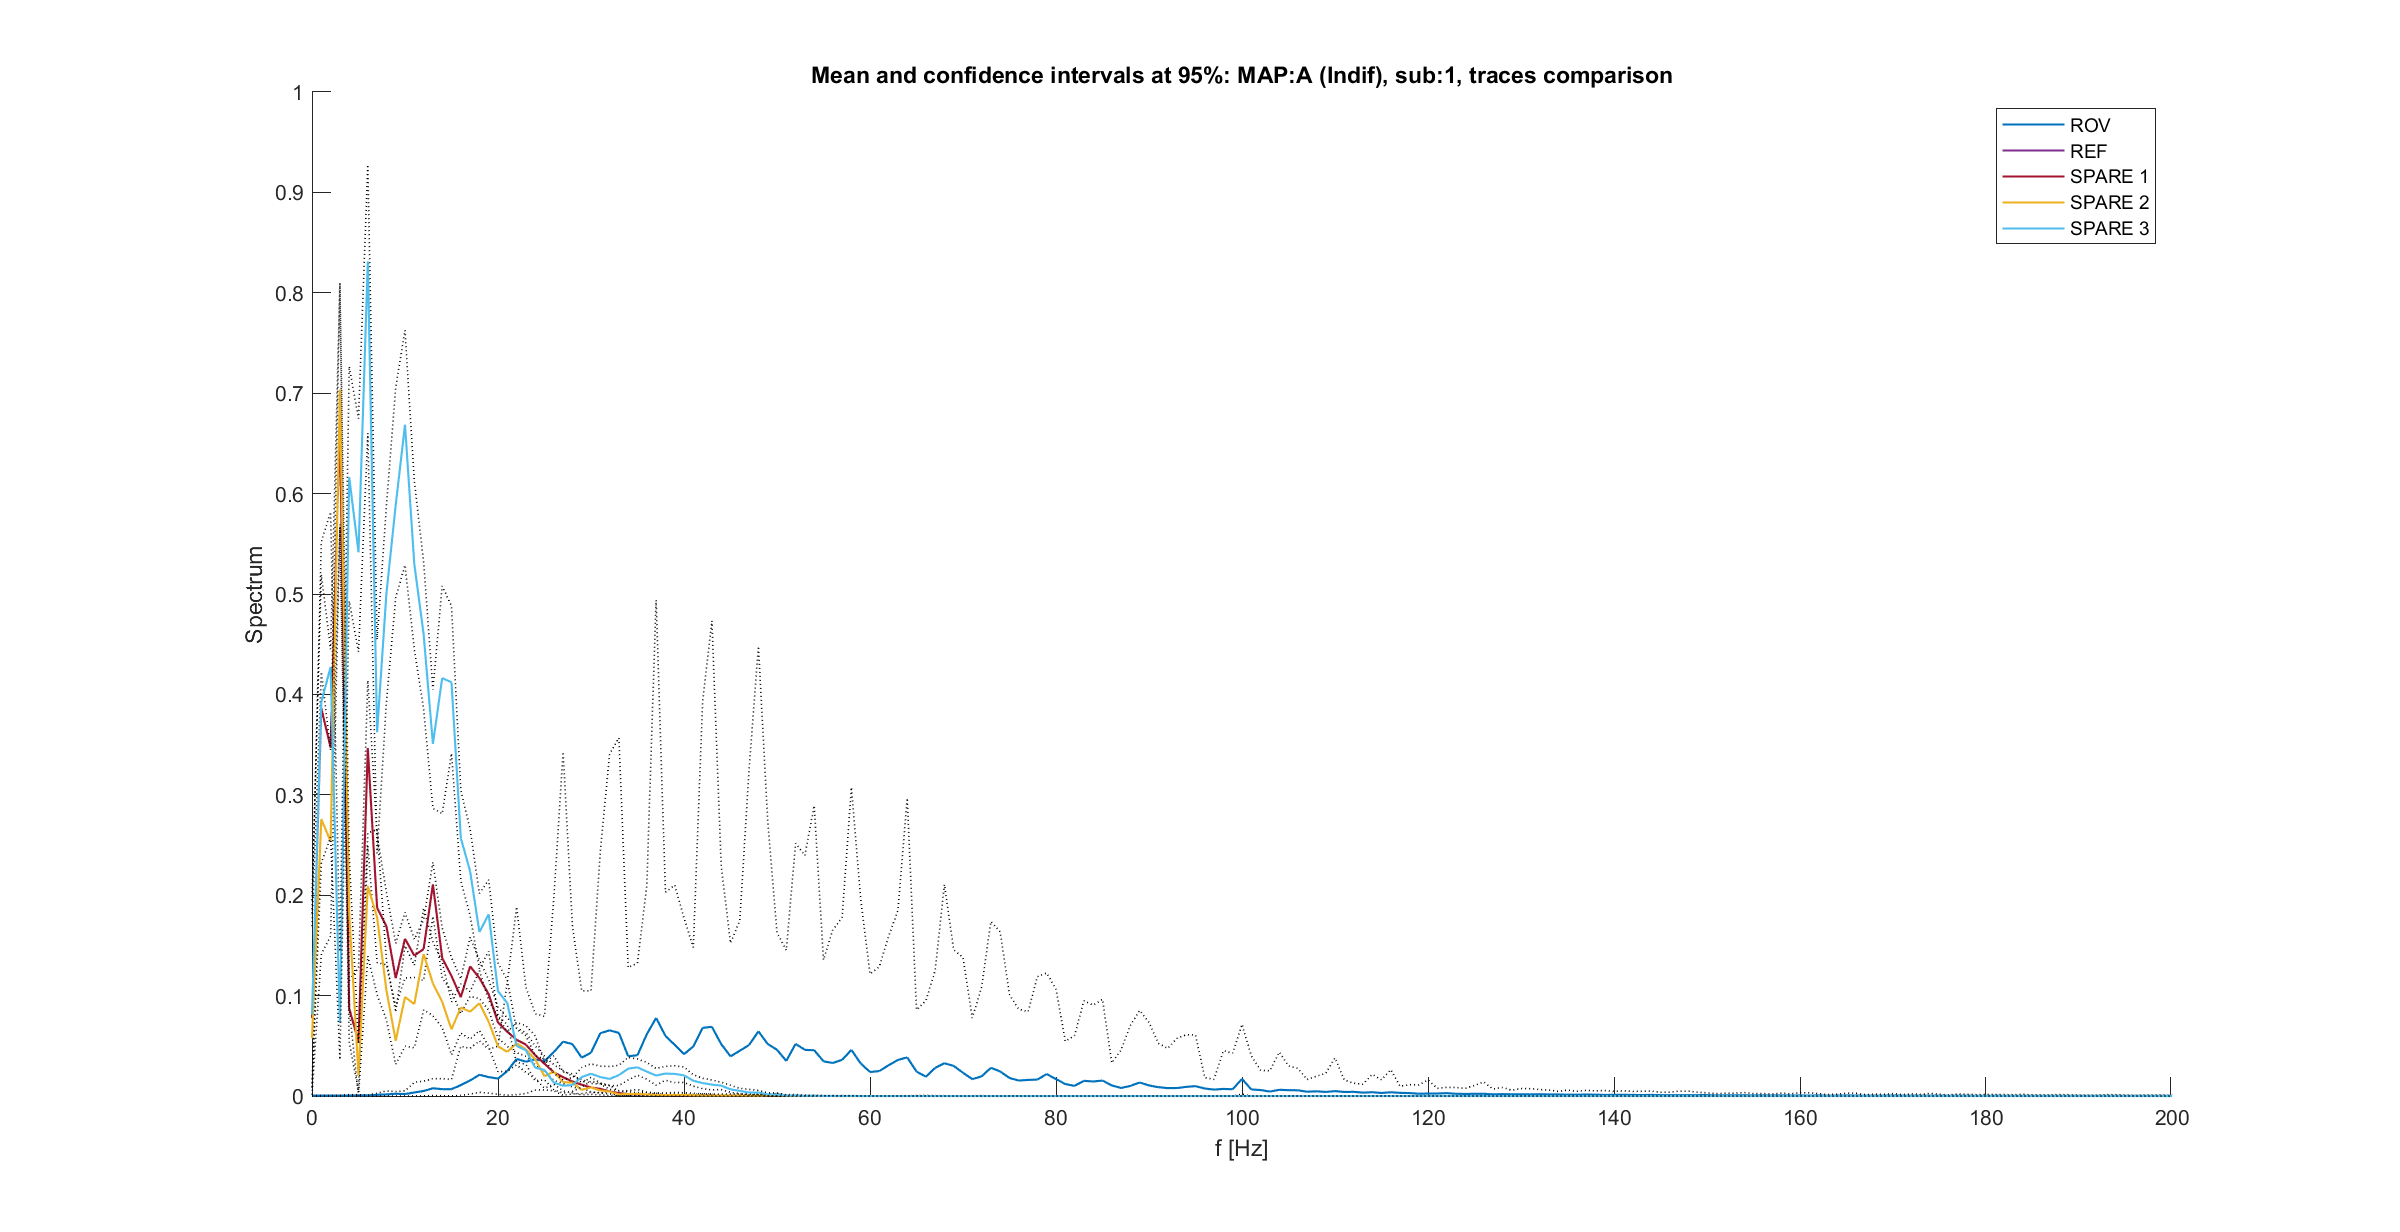 Mean and confidence intervals at 95%: MAP:A (Indif), sub:1, traces comparison
1
0.9
0.8
0.7
0.6
0.5
0.4
0.3
0.2
0.1
0
Spectrum
ROV
REF
SPARE 1
SPARE 2
SPARE 3
0 20 40 60 80 100 120 140 160 180 200
f [Hz]